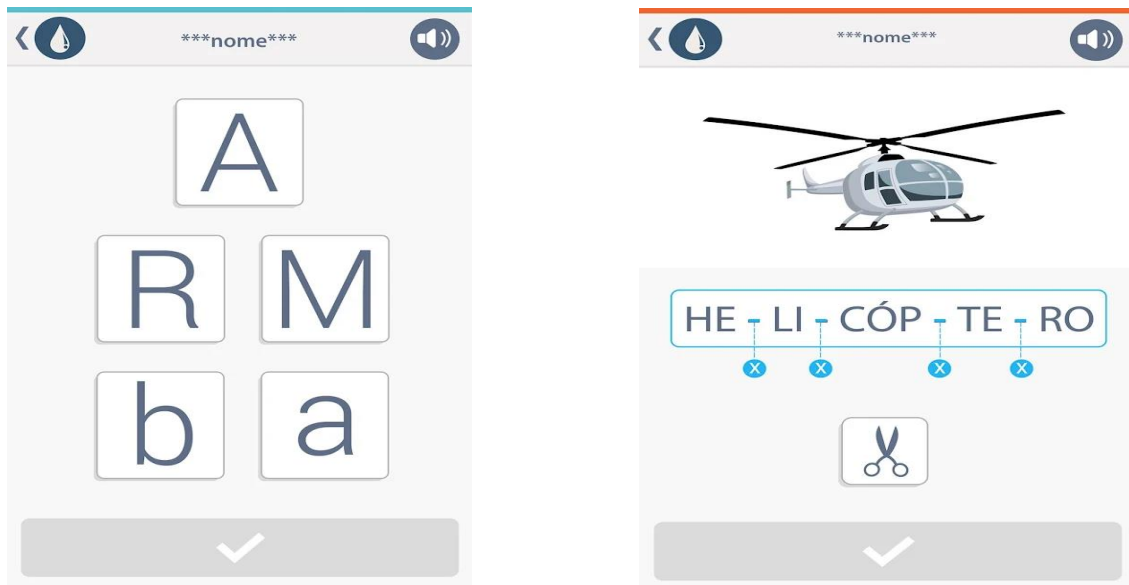 ***nome***
A
R M
b a
***nome***
HE - LI - CÓP - TE - RO
X X X X